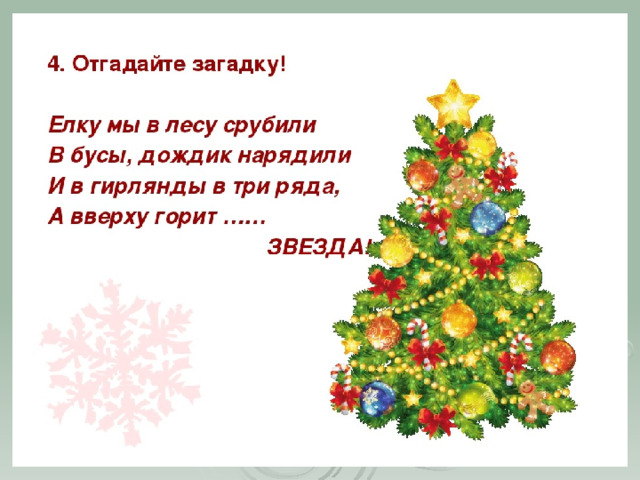 4. Отгадайте загадку!
Елку мы в лесу срубили
В бусы, дождик нарядили
И в гирлянды в три ряда,
А вверху горит ……
ЗВЕЗДА!